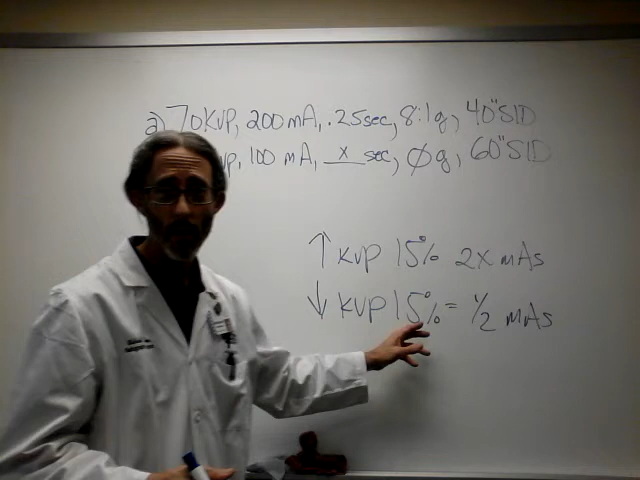 a) 70 KVP, 200 mA, .25 sec, 8:1 g, 40" SID
100 mA, x sec, Ø g, 60" SID
↑ KVP 15% 2x mAs
↓ KVP 15% = 1/2 mAs